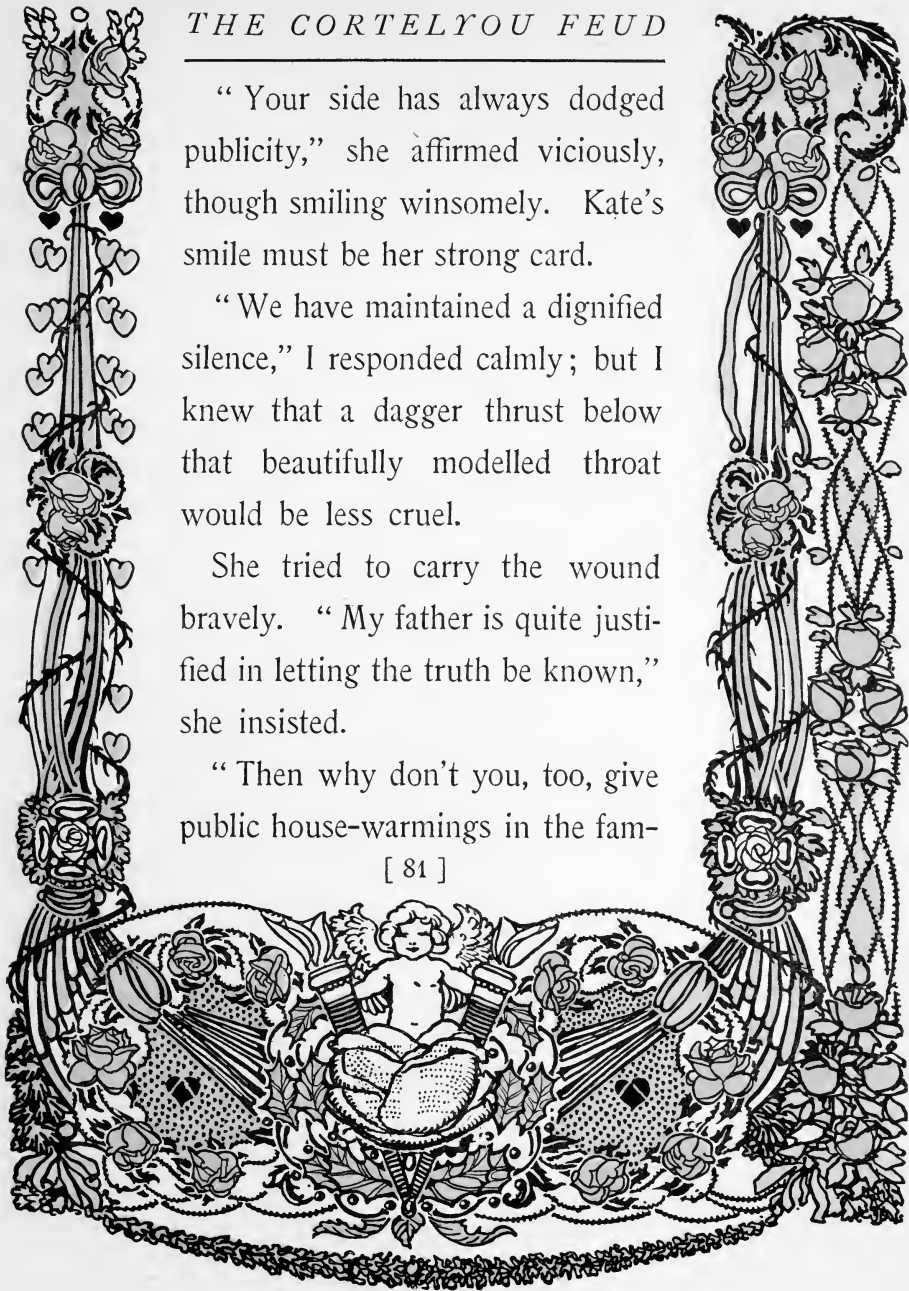 THE CORTELYOU FEUD
“ Your side has always dodged
publicity,” she affirmed viciously,
though smiling winsomely. Kate’s
smile must be her strong card.
“ We have maintained a dignified
silence,” I responded calmly; but I
knew that a dagger thrust below
that beautifully modelled throat
would be less cruel.
She tried to carry the wound
bravely. “ My father is quite justi-
fied in letting the truth be known,”
she insisted.
“ Then why don’t you, too, give
public house-warmings in the fam-
[ 81 ]